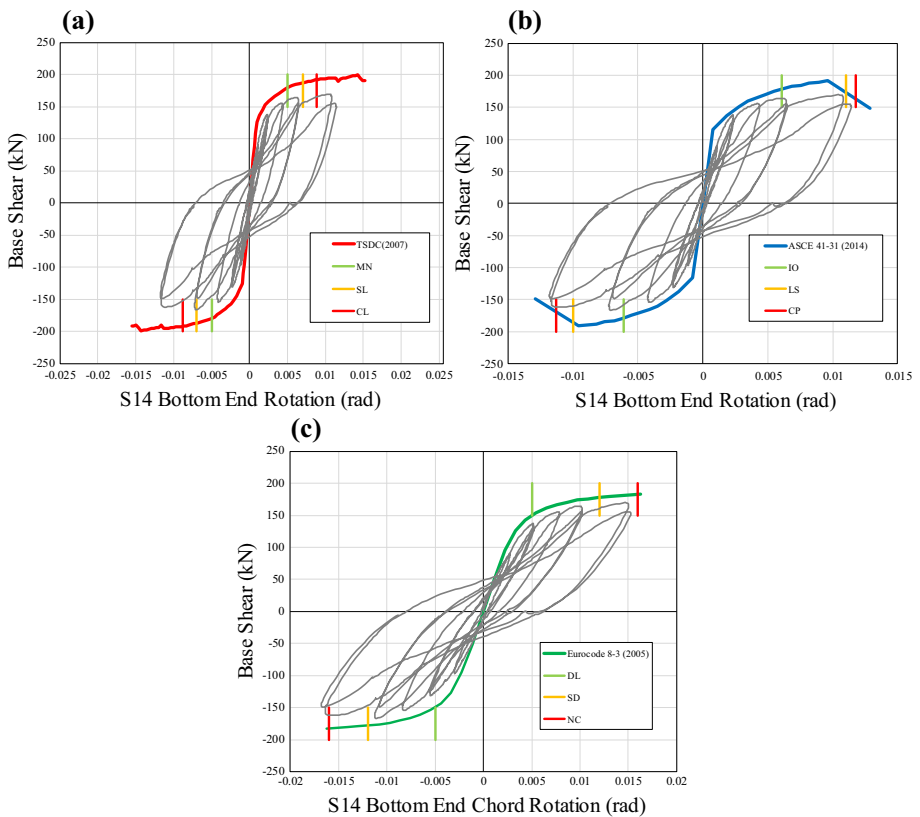 (a)
250
200
150
100
50
0
-50
-100
-150
-200
-250
-0.025 -0.02 -0.015 -0.01 -0.005 0 0.005 0.01 0.015 0.02 0.025
Base Shear (kN)
S14 Bottom End Rotation (rad)
TSDC(2007)
MN
SL
CL
(b)
250
200
150
100
50
0
-50
-100
-150
-200
-250
-0.015 -0.01 -0.005 0 0.005 0.01 0.015
Base Shear (kN)
S14 Bottom End Rotation (rad)
ASCE 41-31 (2014)
IO
LS
CP
(c)
250
200
150
100
50
0
-50
-100
-150
-200
-250
-0.02 -0.015 -0.01 -0.005 0 0.005 0.01 0.015 0.02
Base Shear (kN)
S14 Bottom End Chord Rotation (rad)
Eurocode 8-3 (2005)
DL
SD
NC